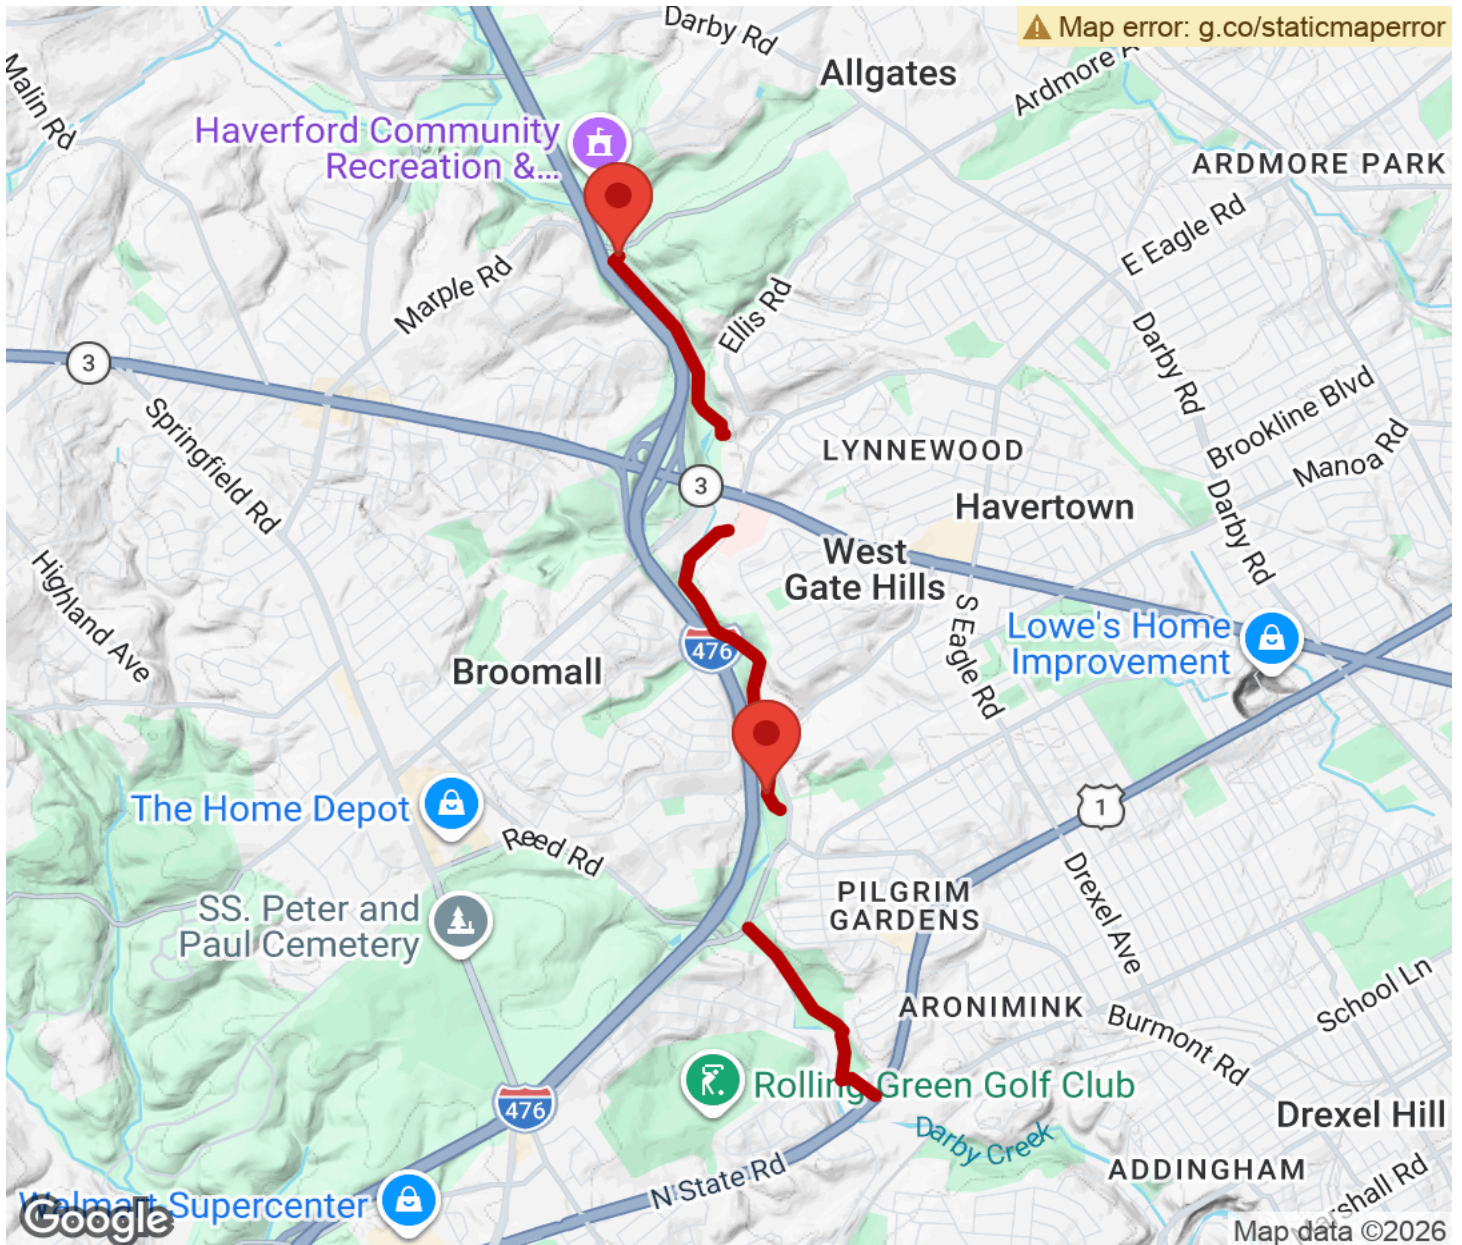 Darby Rd
Map error: g.co/staticmaperror
Allgates
Malin Rd
Haverford Community
Recreation &...
ARDMORE PARK
E Eagle Rd
Marple Rd
Ellis Rd
3
Darby Rd
Brookline Blvd
Springfield Rd
LYNNEWOOD
Manoa Rd
3
Havertown
Darby Rd
West
Gate Hills
Highland Ave
S Eagle Rd
Lowe's Home
Improvement
476
Broomall
The Home Depot
1
Reed Rd
Drexel Ave
PILGRIM
GARDENS
SS. Peter and
Paul Cemetery
School Ln
ARONIMINK
Burmont Rd
Rolling Green Golf Club
476
Drexel Hill
Darby Creek
ADDINGHAM
N State Rd
Walmart Supercenter
Google
Map data ©2026